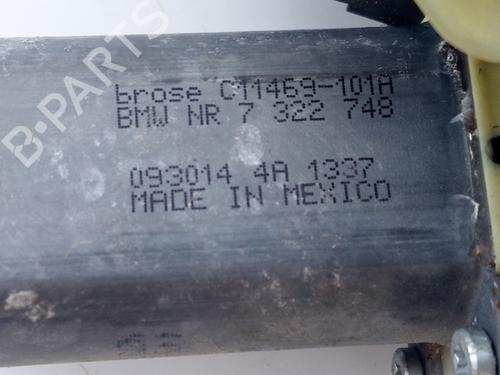 B-PARTS
brose C11469-101A
BMW NR 7 322 748
093014 4A 1337
MADE IN MEXICO